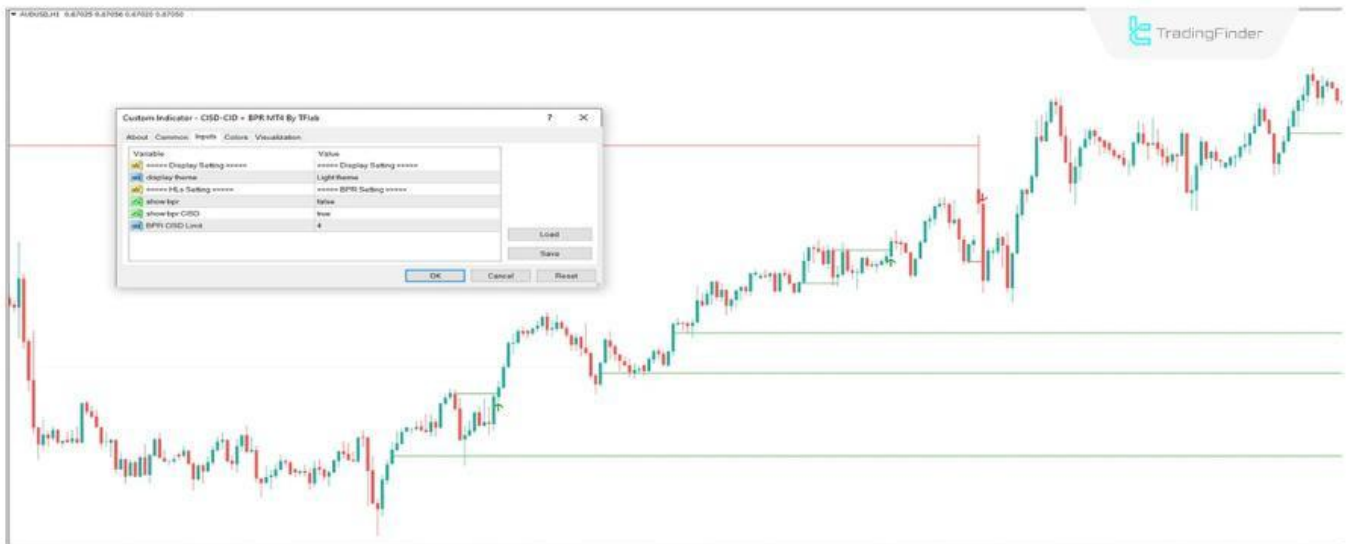 AUDUSD,H1 0.67025 0.67056 0.67020 0.67050
TradingFinder
Custom Indicator - CISD-CID + BPR MT4 By TFlab
? ×
About Common Inputs Colors Visualization
Variable Value
===== Display Setting ===== ===== Display Setting =====
display theme Light theme
===== HLs Setting ===== ===== BPR Setting =====
show bpr false
show bpr CISD true
BPR CISD Limit 4
Load
Save
OK Cancel Reset